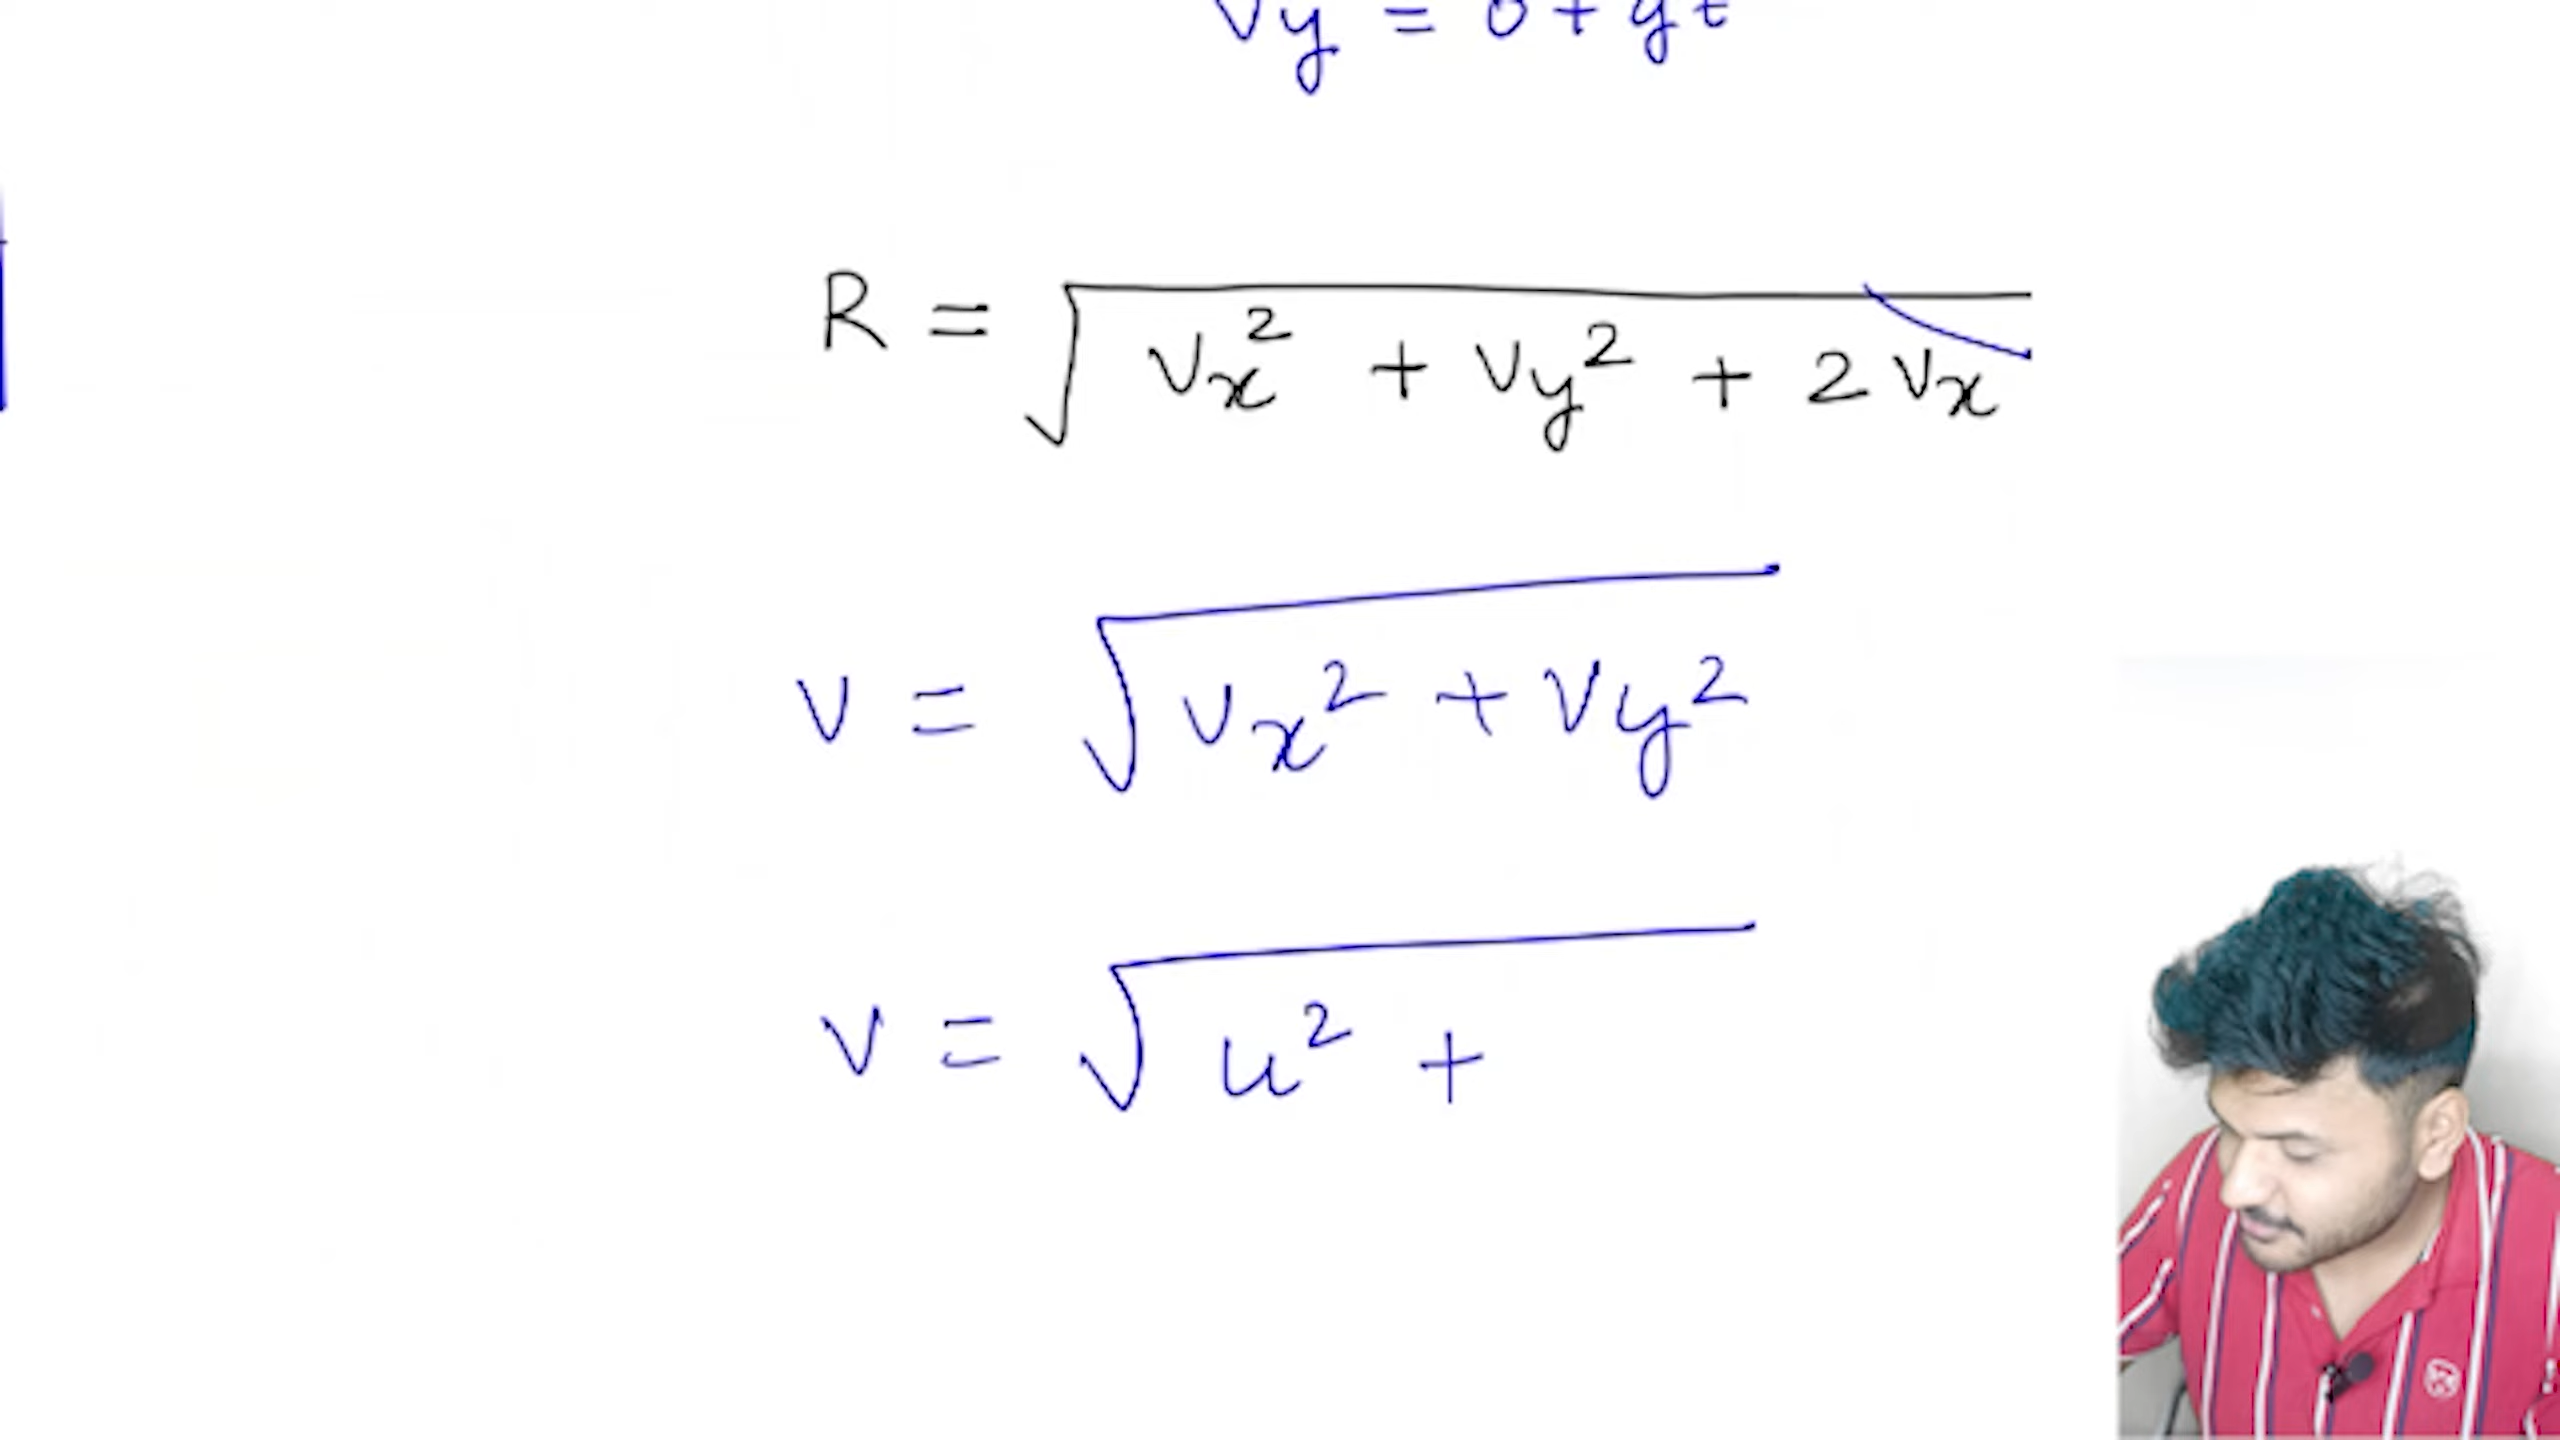 Vy = 0 + gt
R = √ Vx² + Vy² + 2 Vx
V = √ Vx² + Vy²
V = √ u² +